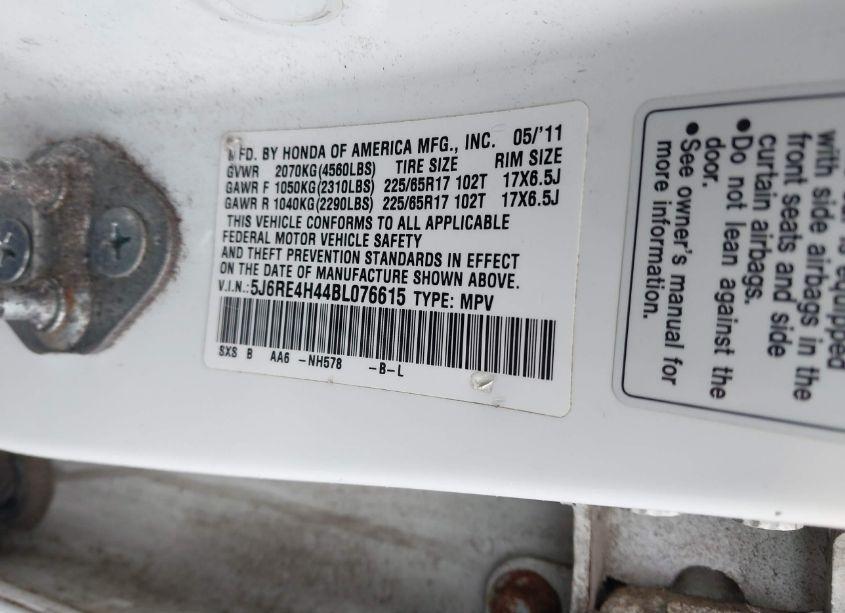 MFD. BY HONDA OF AMERICA MFG., INC. 05/'11
GVWR 2070KG(4560LBS) TIRE SIZE RIM SIZE
GAWR F 1050KG(2310LBS) 225/65R17 102T 17X6.5J
GAWR R 1040KG(2290LBS) 225/65R17 102T 17X6.5J
THIS VEHICLE CONFORMS TO ALL APPLICABLE
FEDERAL MOTOR VEHICLE SAFETY
AND THEFT PREVENTION STANDARDS IN EFFECT
ON THE DATE OF MANUFACTURE SHOWN ABOVE.
V.I.N.:5J6RE4H44BL076615 TYPE: MPV
SXS B AA6 -NH578 -B-L
is equipped
with side airbags in the
front seats and side
curtain airbags.
● Do not lean against the
door.
● See owner's manual for
more information.